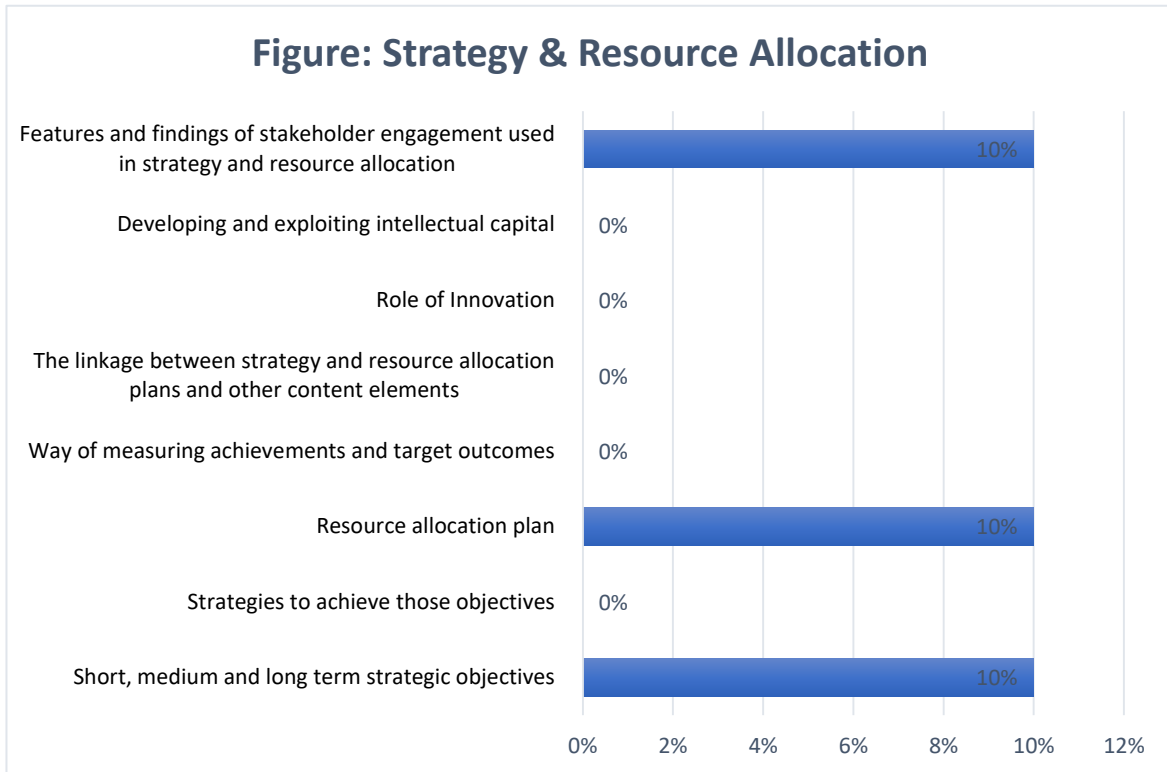 Figure: Strategy & Resource Allocation
Features and findings of stakeholder engagement used
in strategy and resource allocation
10%
Developing and exploiting intellectual capital
0%
Role of Innovation
0%
The linkage between strategy and resource allocation
plans and other content elements
0%
Way of measuring achievements and target outcomes
0%
Resource allocation plan
10%
Strategies to achieve those objectives
0%
Short, medium and long term strategic objectives
10%
0% 2% 4% 6% 8% 10% 12%